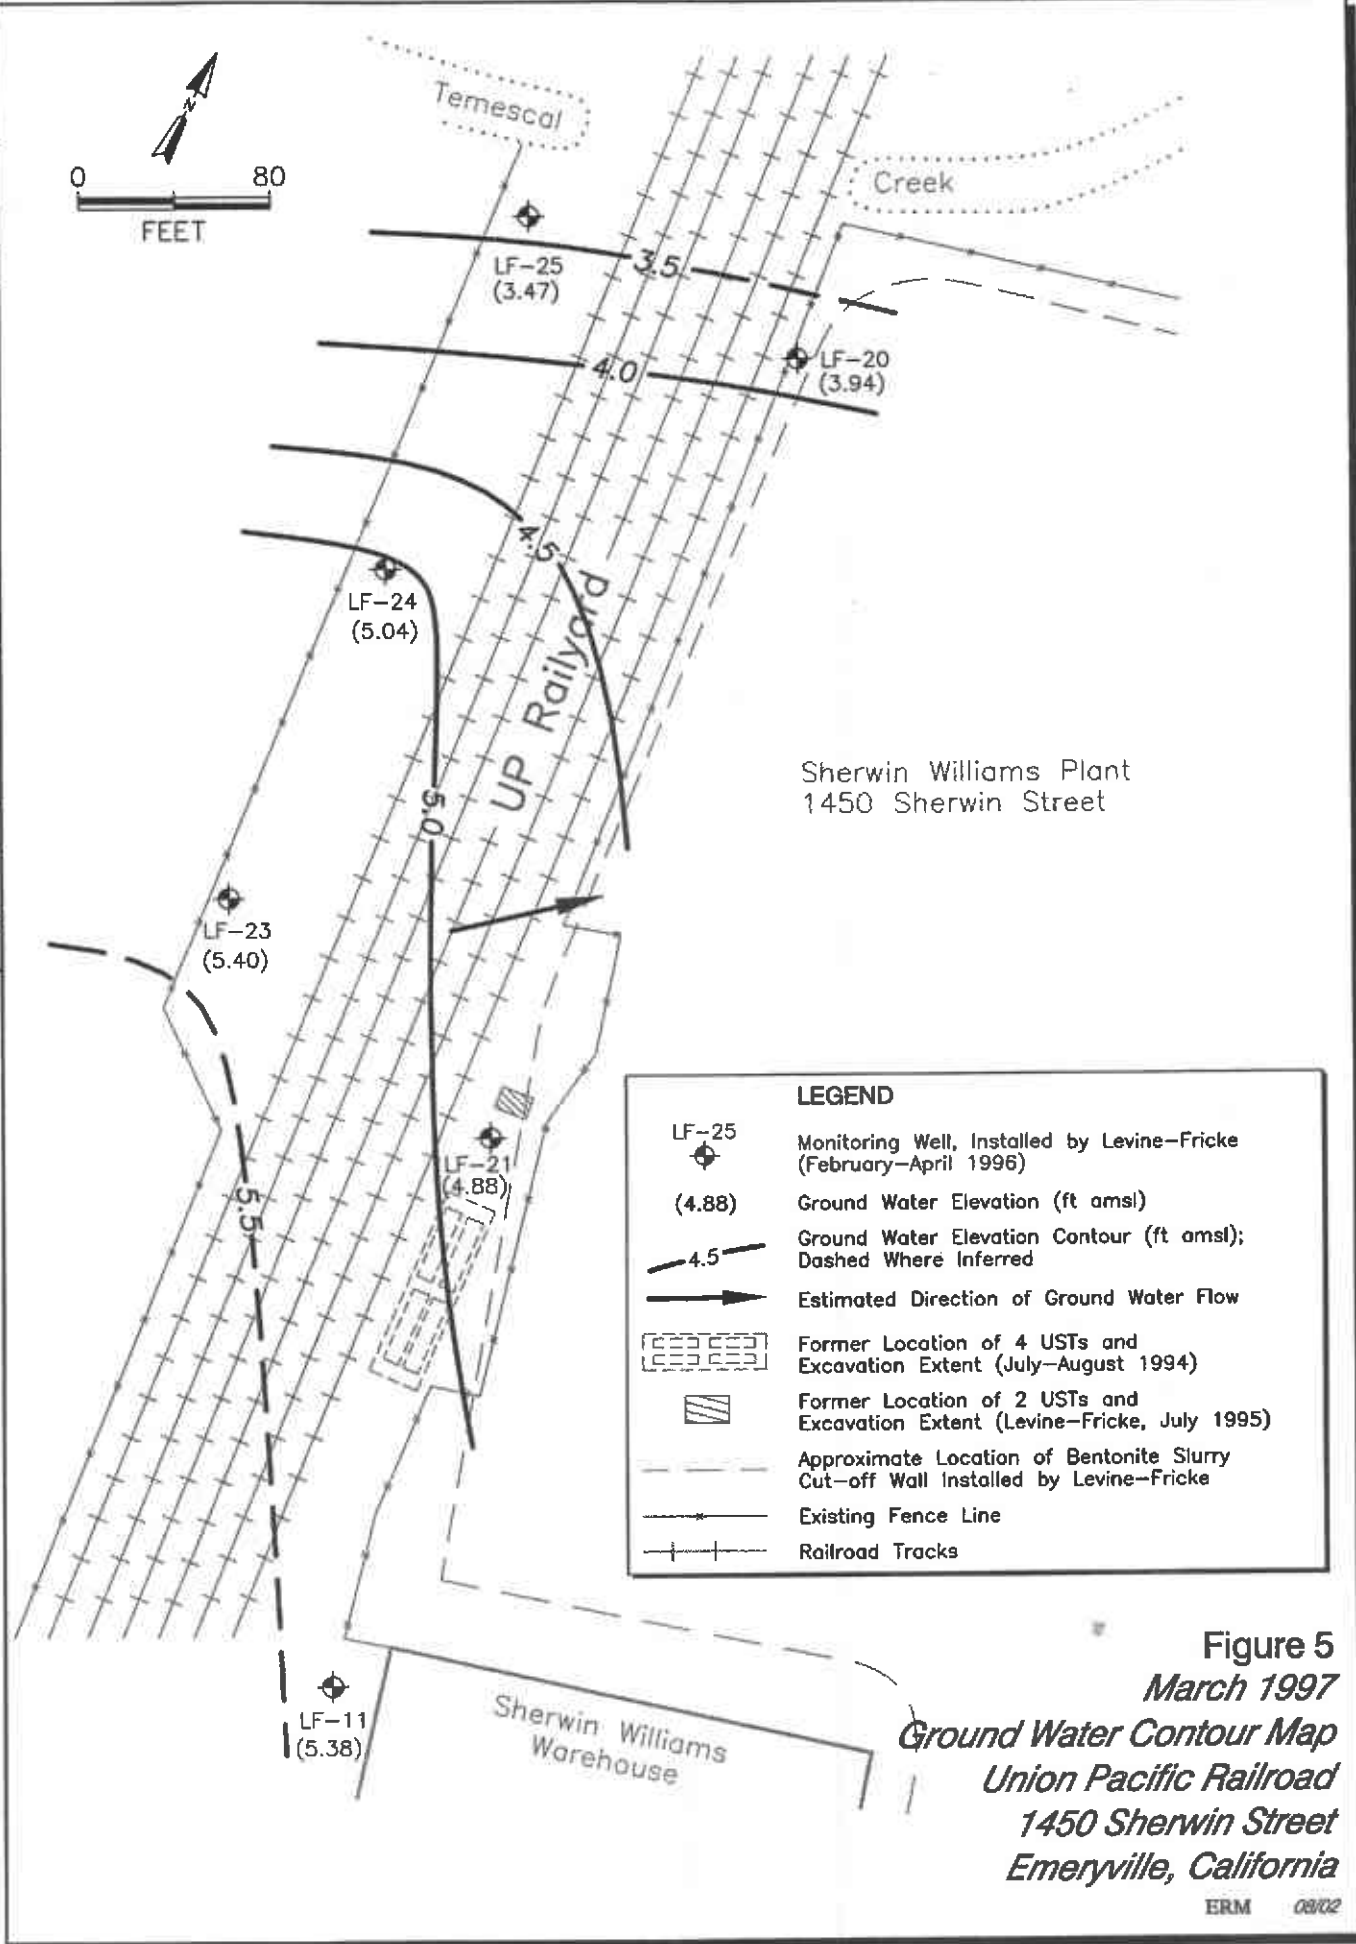 Temescal
Creek
N
0 80
FEET
3.5
LF-25
(3.47)
4.0
LF-20
(3.94)
4.5
LF-24
(5.04)
UP Railyard
Sherwin Williams Plant
1450 Sherwin Street
5.0
LF-23
(5.40)
LF-21
(4.88)
5.5
LEGEND
LF-25
Monitoring Well, Installed by Levine-Fricke
(February-April 1996)
(4.88) Ground Water Elevation (ft amsl)
4.5 Ground Water Elevation Contour (ft amsl);
Dashed Where Inferred
Estimated Direction of Ground Water Flow
Former Location of 4 USTs and
Excavation Extent (July-August 1994)
Former Location of 2 USTs and
Excavation Extent (Levine-Fricke, July 1995)
Approximate Location of Bentonite Slurry
Cut-off Wall Installed by Levine-Fricke
Existing Fence Line
Railroad Tracks
LF-11
(5.38)
Sherwin Williams
Warehouse
Figure 5
March 1997
Ground Water Contour Map
Union Pacific Railroad
1450 Sherwin Street
Emeryville, California
ERM 08/02